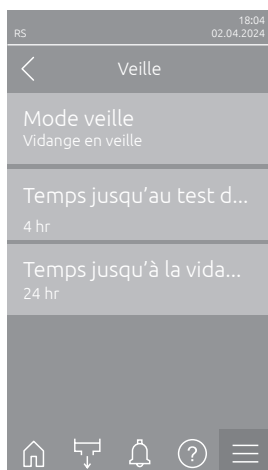 18:04
RS 02.04.2024
Veille
Mode veille
Vidange en veille
Temps jusqu'au test d...
4 hr
Temps jusqu'à la vida...
24 hr
?